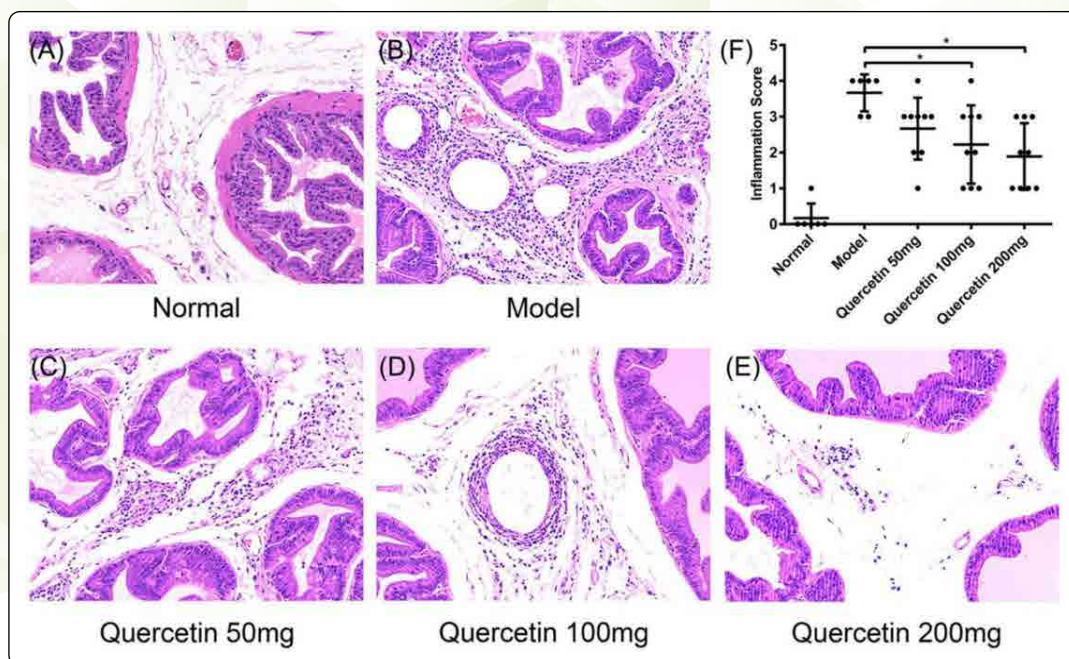 (A)
(B)
(F)
Inflammation Score
5
4
3
2
1
0
*
*
Normal
Model
Quercetin 50mg
Quercetin 100mg
Quercetin 200mg
Normal
Model
(C)
(D)
(E)
Quercetin 50mg
Quercetin 100mg
Quercetin 200mg